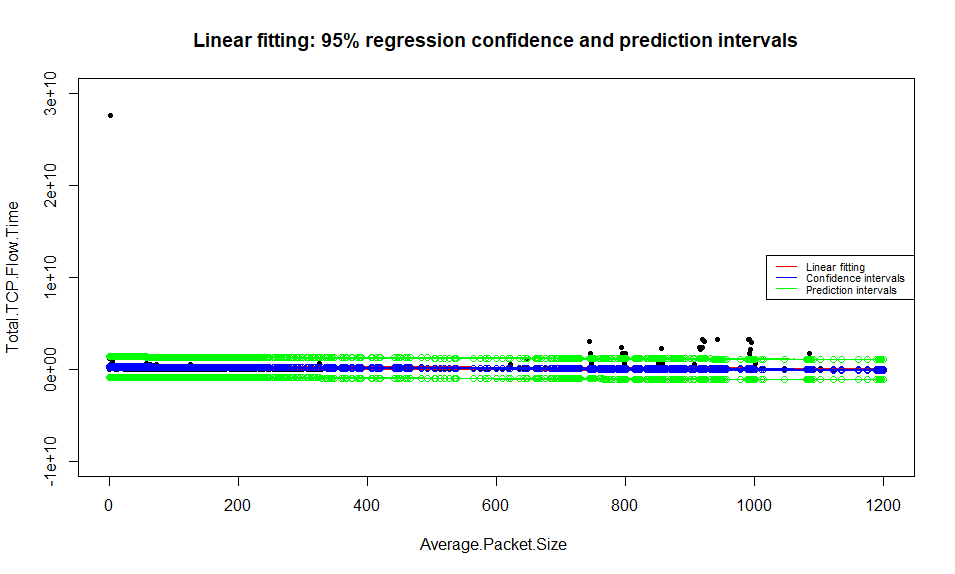 Linear fitting: 95% regression confidence and prediction intervals
Total.TCP.Flow.Time
3e+10
2e+10
1e+10
0e+00
-1e+10
Linear fitting
Confidence intervals
Prediction intervals
0 200 400 600 800 1000 1200
Average.Packet.Size